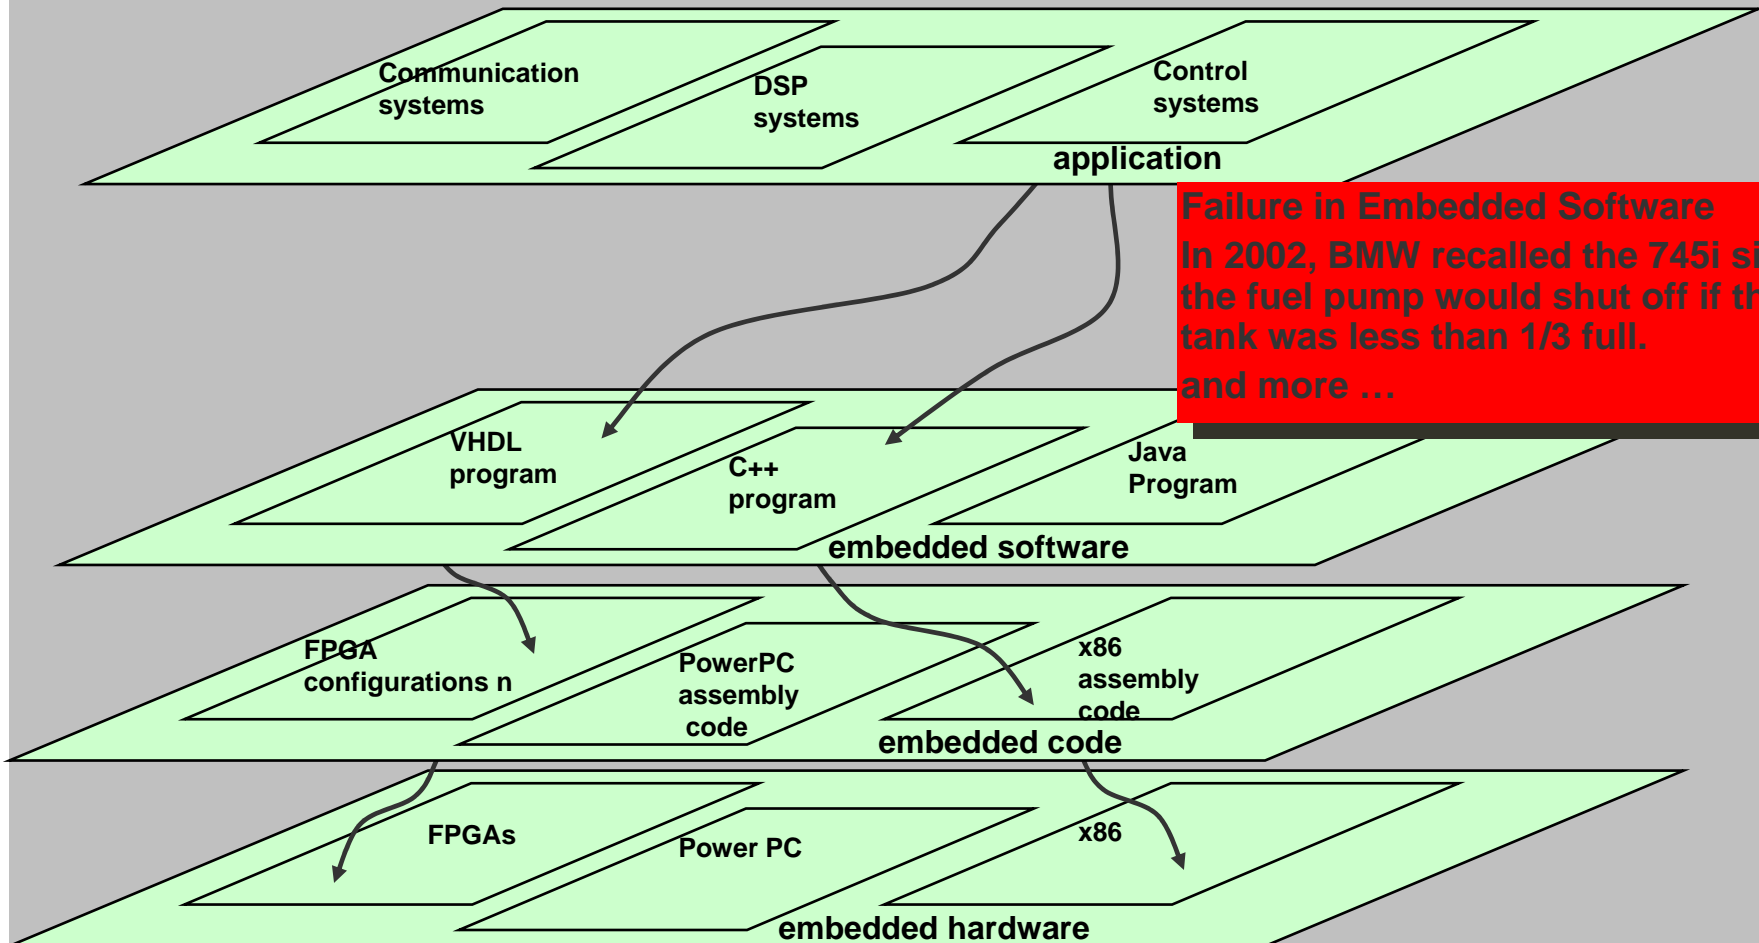 Communication
systems
DSP
systems
Control
systems
application
Failure in Embedded Software
In 2002, BMW recalled the 745i
the fuel pump would shut off if
tank was less than 1/3 full.
and more …
VHDL
program
C++
program
Java
Program
embedded software
FPGA
configurations n
PowerPC
assembly
code
x86
assembly
code
embedded code
FPGAs
Power PC
x86
embedded hardware